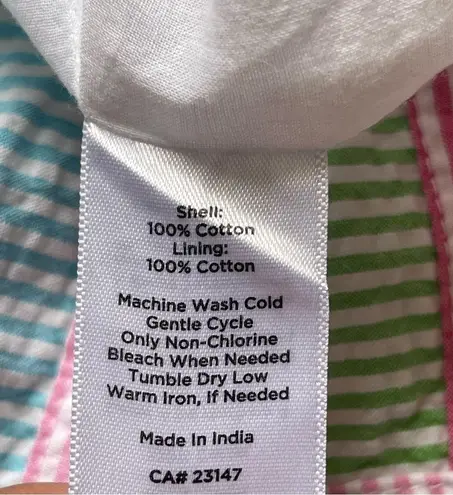 Shell:
100% Cotton
Lining:
100% Cotton
Machine Wash Cold
Gentle Cycle
Only Non-Chlorine
Bleach When Needed
Tumble Dry Low
Warm Iron, If Needed
Made In India
CA# 23147